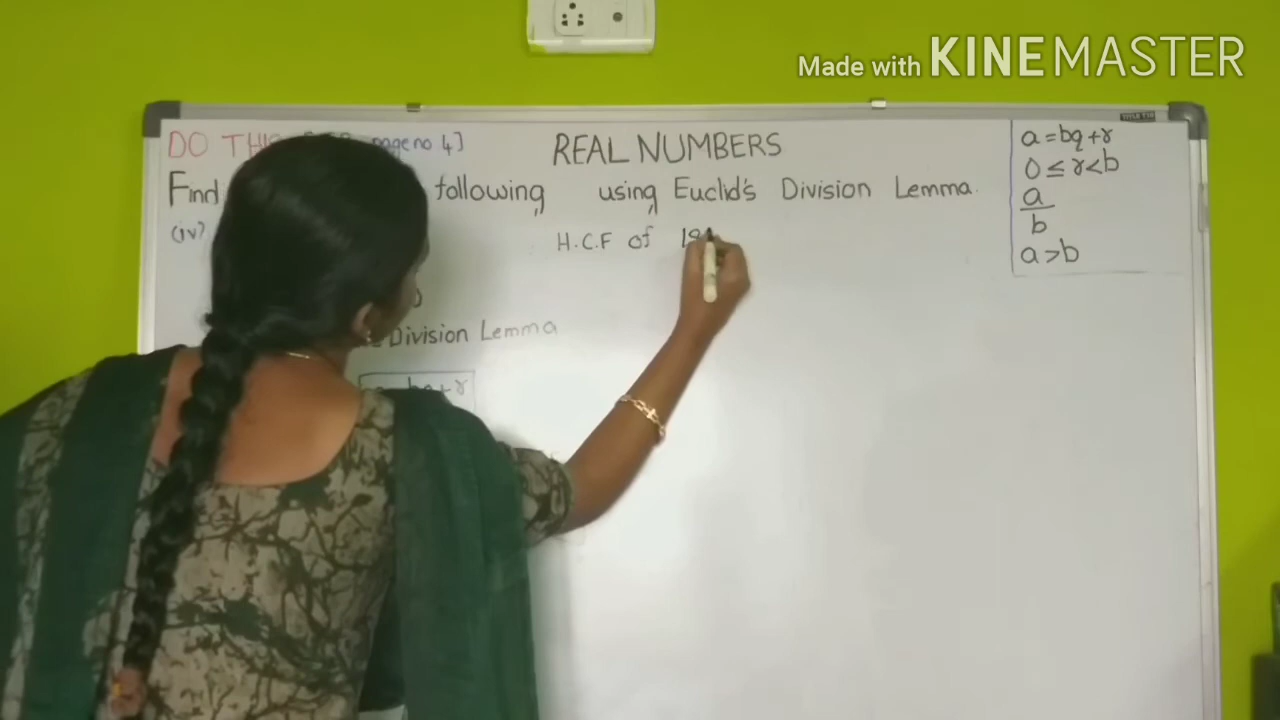 Made with KINEMASTER
DO THIS page no 4]
REAL NUMBERS
Find following using Euclid's Division Lemma.
(iv)
H.C.F of
Division Lemma
a=bq+r
0≤r<b
a
b
a>b